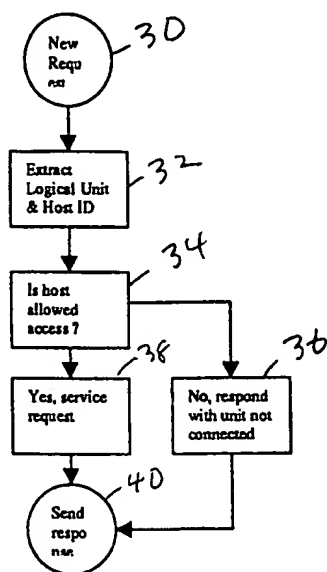 New
Requ
est
30
Extract
Logical Unit
& Host ID
32
Is host
allowed
access ?
34
Yes, service
request
38
No, respond
with unit not
connected
36
Send
respo
nse
40